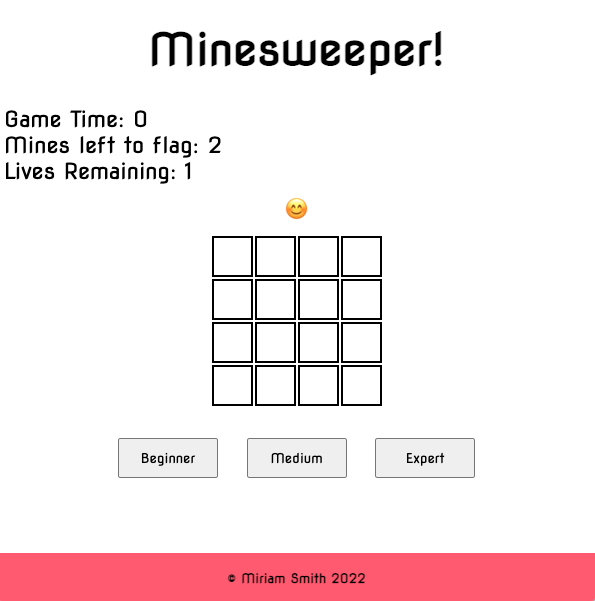 Minesweeper!
Game Time: 0
Mines left to flag: 2
Lives Remaining: 1
Beginner Medium Expert
© Miriam Smith 2022